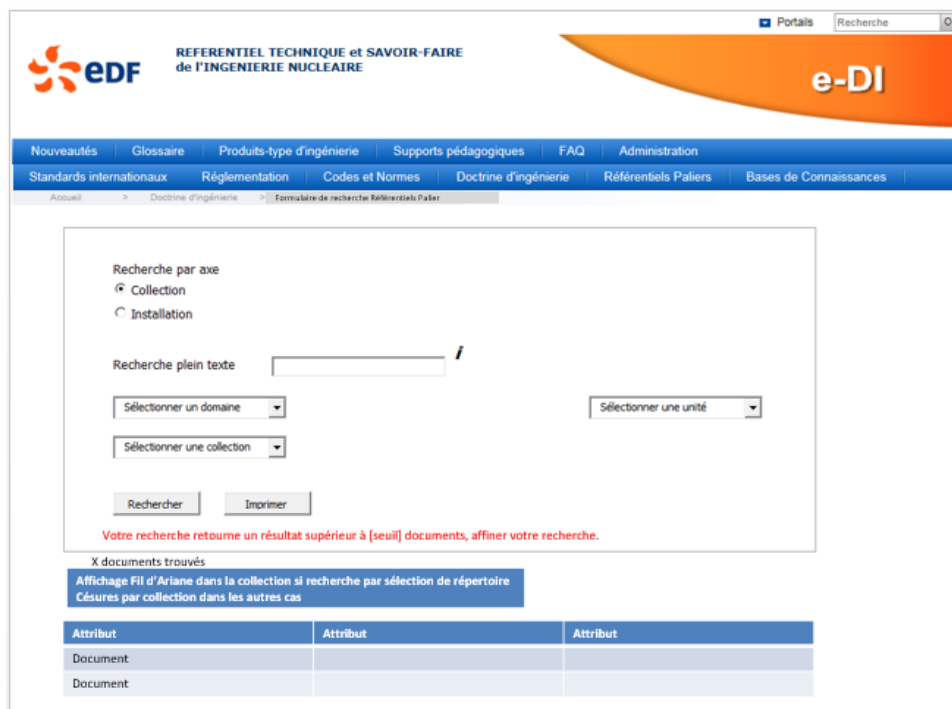 Portails
Recherche
eDF
REFERENTIEL TECHNIQUE et SAVOIR-FAIRE
de l'INGENIERIE NUCLEAIRE
e-DI
Nouveautés Glossaire Produits-type d'ingénierie Supports pédagogiques FAQ Administration
Standards internationaux Réglementation Codes et Normes Doctrine d'ingénierie Référentiels Paliers Bases de Connaissances
Accueil > Doctrine d'ingénierie > Formulaire de recherche Référentiels Palier
Recherche par axe
Collection
Installation
Recherche plein texte i
Sélectionner un domaine Sélectionner une unité
Sélectionner une collection
Rechercher Imprimer
Votre recherche retourne un résultat supérieur à [seuil] documents, affiner votre recherche.
X documents trouvés
Affichage Fil d'Ariane dans la collection si recherche par sélection de répertoire
Césures par collection dans les autres cas
Attribut Attribut Attribut
Document
Document